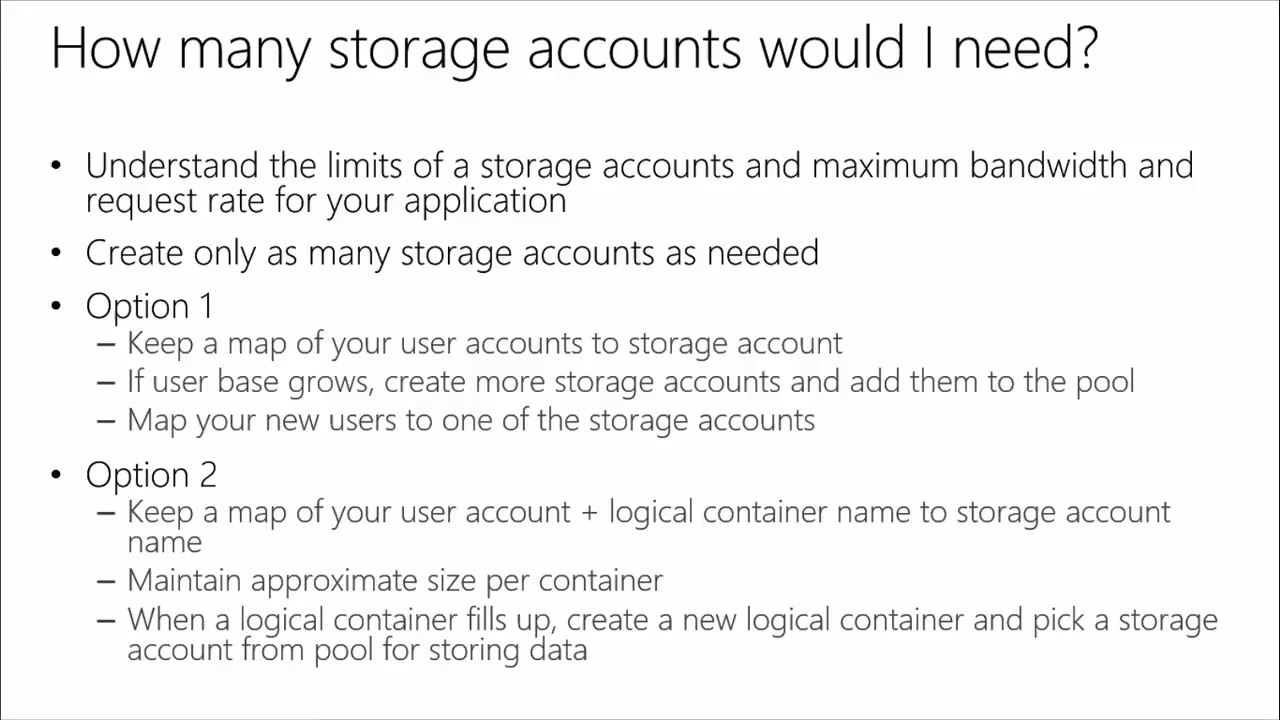 How many storage accounts would I need?
• Understand the limits of a storage accounts and maximum bandwidth and
request rate for your application
• Create only as many storage accounts as needed
• Option 1
– Keep a map of your user accounts to storage account
– If user base grows, create more storage accounts and add them to the pool
– Map your new users to one of the storage accounts
• Option 2
– Keep a map of your user account + logical container name to storage account
name
– Maintain approximate size per container
– When a logical container fills up, create a new logical container and pick a storage
account from pool for storing data